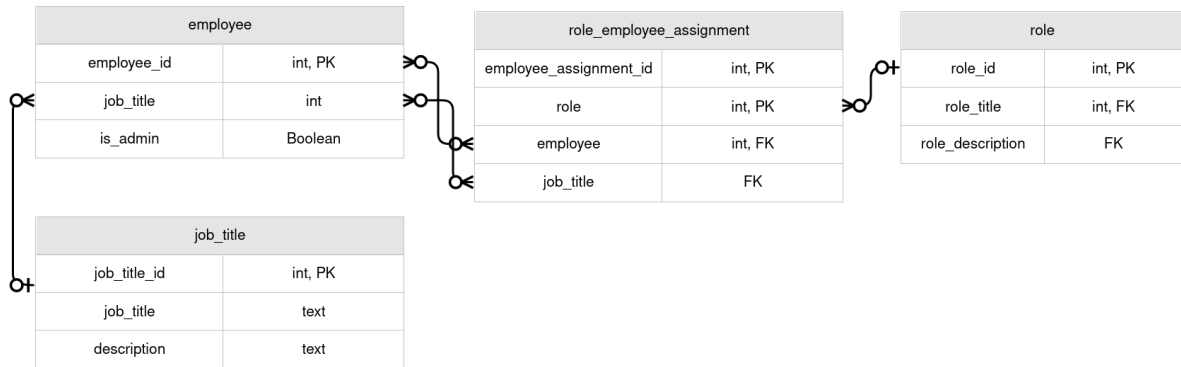 employee
employee_id int, PK
job_title int
is_admin Boolean
role_employee_assignment
employee_assignment_id int, PK
role int, PK
employee int, FK
job_title FK
role
role_id int, PK
role_title int, FK
role_description FK
job_title
job_title_id int, PK
job_title text
description text